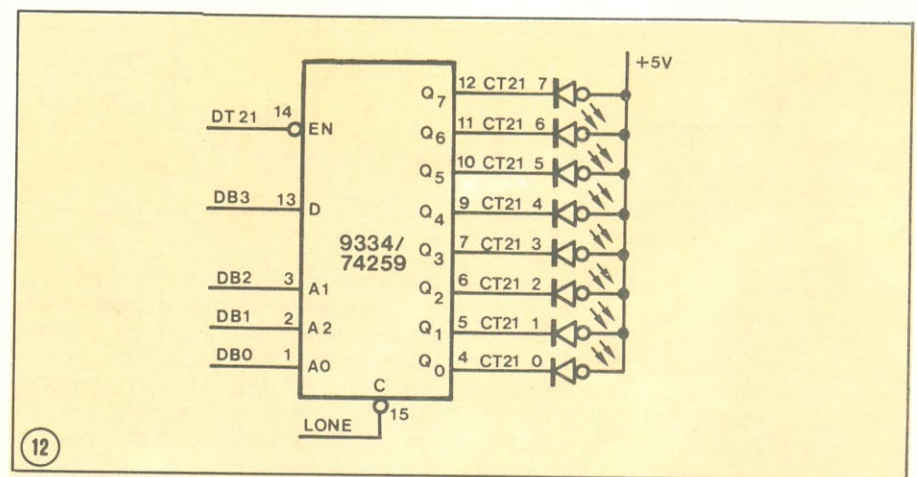 +5V
Q7 12 CT21 7
DT21 14 EN
Q6 11 CT21 6
Q5 10 CT21 5
DB3 13 D
Q4 9 CT21 4
9334/
74259
Q3 7 CT21 3
DB2 3 A1
Q2 6 CT21 2
DB1 2 A2
Q1 5 CT21 1
DB0 1 A0
Q0 4 CT21 0
C
15
LONE
12